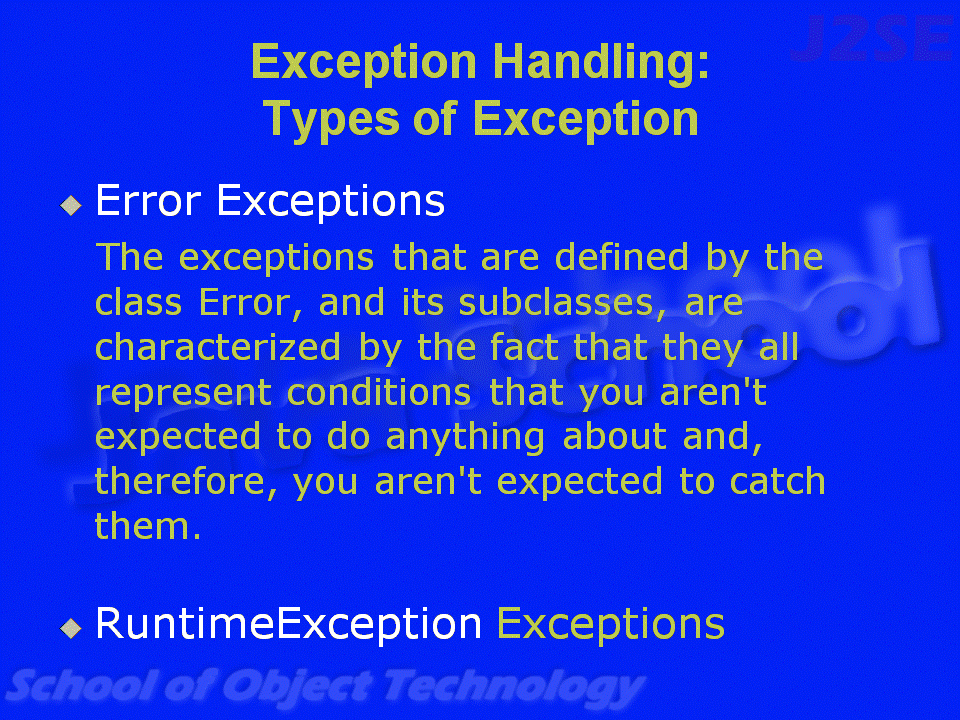 J2SE
Exception Handling:
Types of Exception
Error Exceptions
The exceptions that are defined by the
class Error, and its subclasses, are
characterized by the fact that they all
represent conditions that you aren't
expected to do anything about and,
therefore, you aren't expected to catch
them.
RuntimeException Exceptions
School of Object Technology